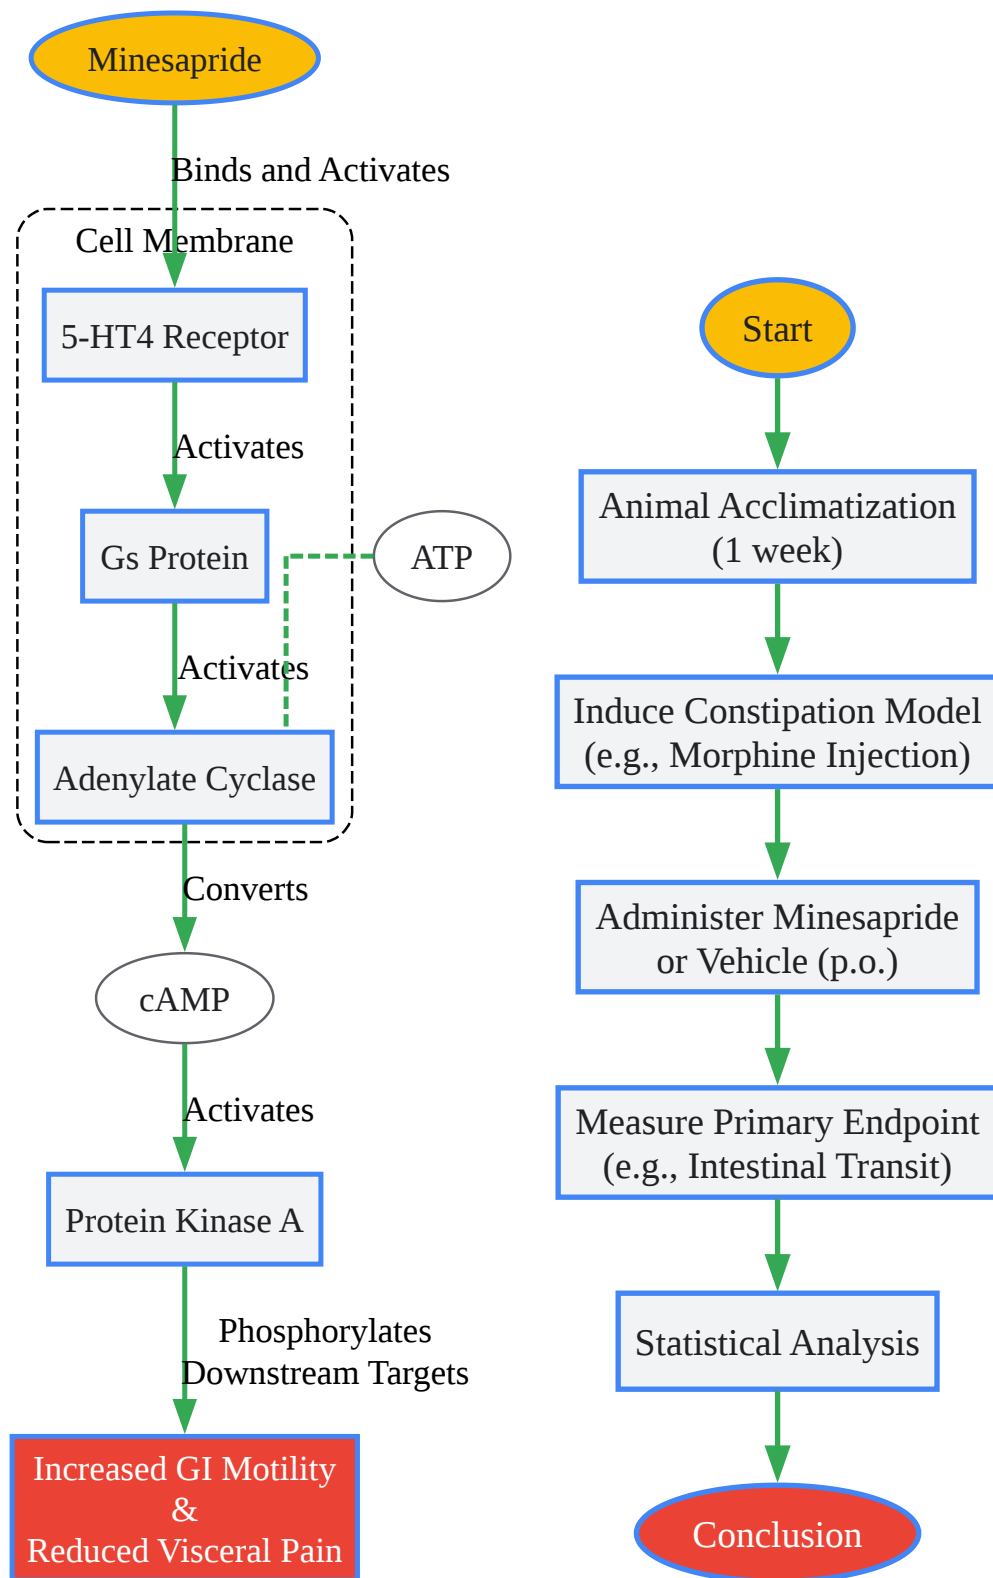 Minesapride
Binds and Activates
Cell Membrane
5-HT4 Receptor
Activates
Gs Protein
ATP
Activates
Adenylate Cyclase
Converts
cAMP
Activates
Protein Kinase A
Phosphorylates
Downstream Targets
Increased GI Motility
&
Reduced Visceral Pain
Start
Animal Acclimatization
(1 week)
Induce Constipation Model
(e.g., Morphine Injection)
Administer Minesapride
or Vehicle (p.o.)
Measure Primary Endpoint
(e.g., Intestinal Transit)
Statistical Analysis
Conclusion